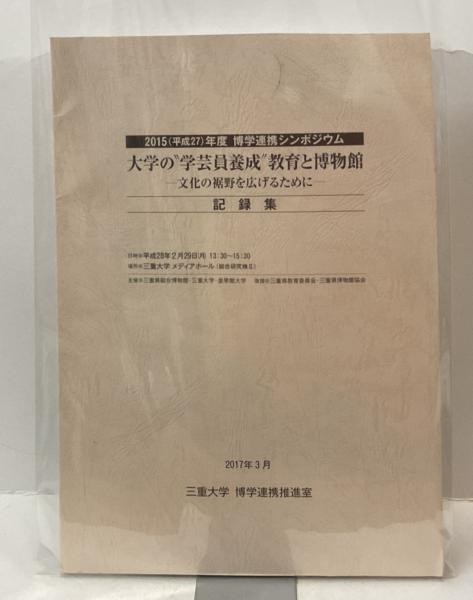 2015(平成27)年度 博学連携シンポジウム
大学の〝学芸員養成〟教育と博物館
―文化の裾野を広げるために―
記録集
日時◎平成28年2月29日(月) 13:30~15:30
場所◎三重大学 メディアホール(総合研究棟Ⅱ)
主催◎三重県総合博物館・三重大学・皇學館大学 後援◎三重県教育委員会・三重県博物館協会
2017年3月
三重大学 博学連携推進室